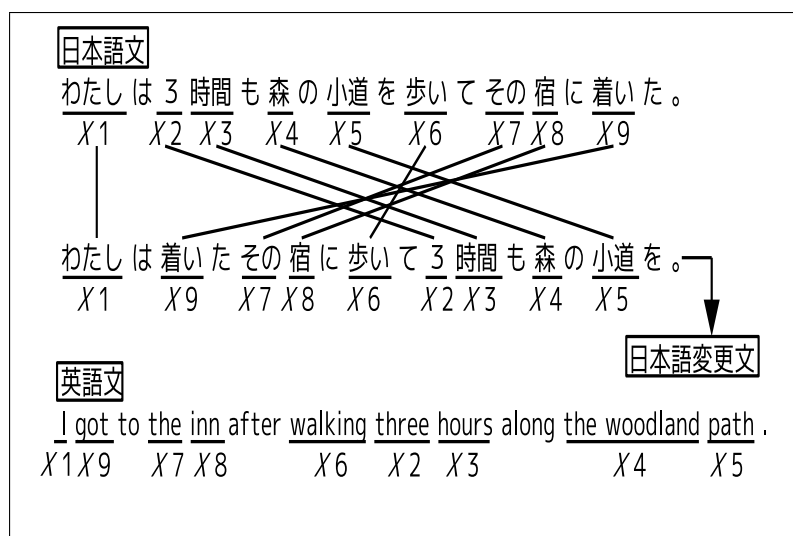 日本語文
わたし は 3 時間 も 森 の 小道 を 歩い て その 宿 に 着い た 。
X1 X2 X3 X4 X5 X6 X7 X8 X9
わたし は 着い た その 宿 に 歩い て 3 時間 も 森 の 小道 を 。
X1 X9 X7 X8 X6 X2 X3 X4 X5
日本語変更文
英語文
I got to the inn after walking three hours along the woodland path .
X1 X9 X7 X8 X6 X2 X3 X4 X5